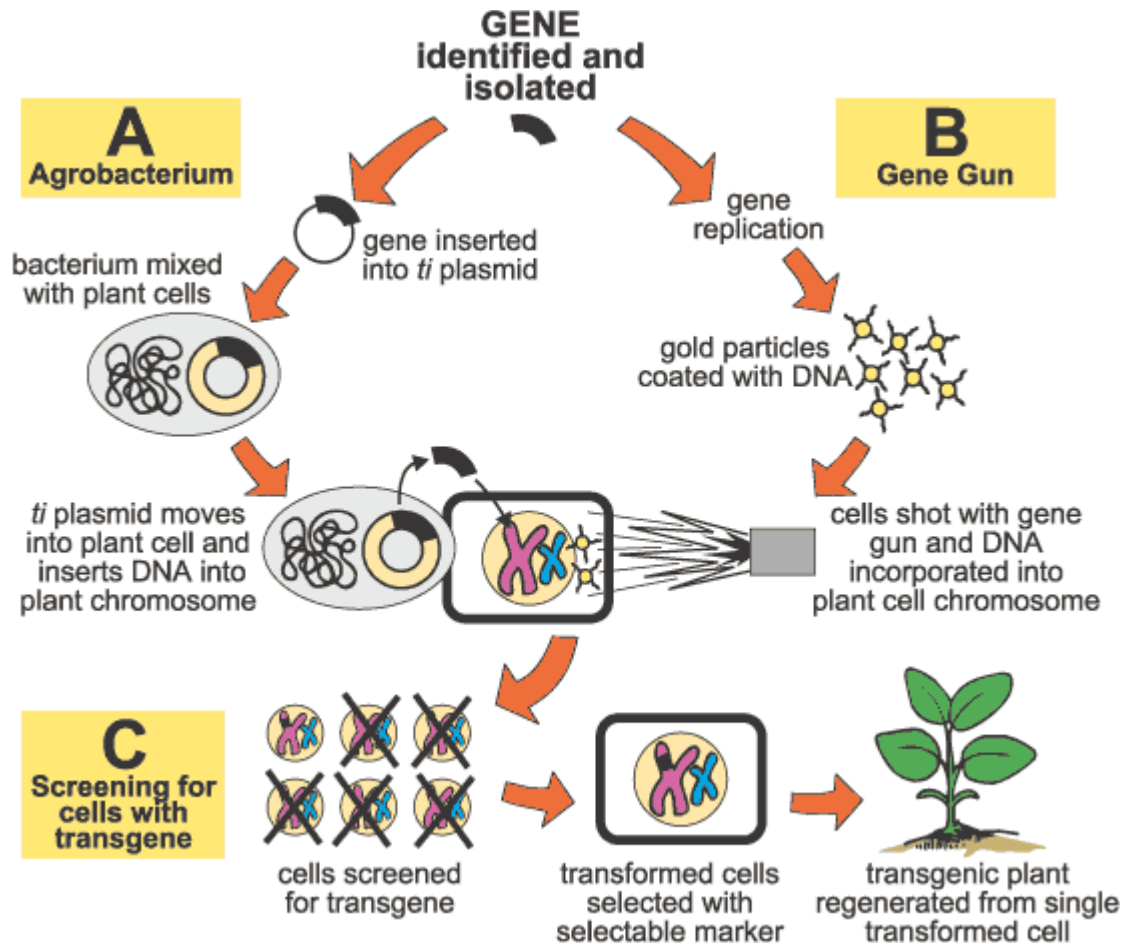 GENE
identified and
isolated
A
Agrobacterium
B
Gene Gun
gene inserted
into ti plasmid
gene
replication
bacterium mixed
with plant cells
gold particles
coated with DNA
ti plasmid moves
into plant cell and
inserts DNA into
plant chromosome
cells shot with gene
gun and DNA
incorporated into
plant cell chromosome
C
Screening for
cells with
transgene
cells screened
for transgene
transformed cells
selected with
selectable marker
transgenic plant
regenerated from single
transformed cell